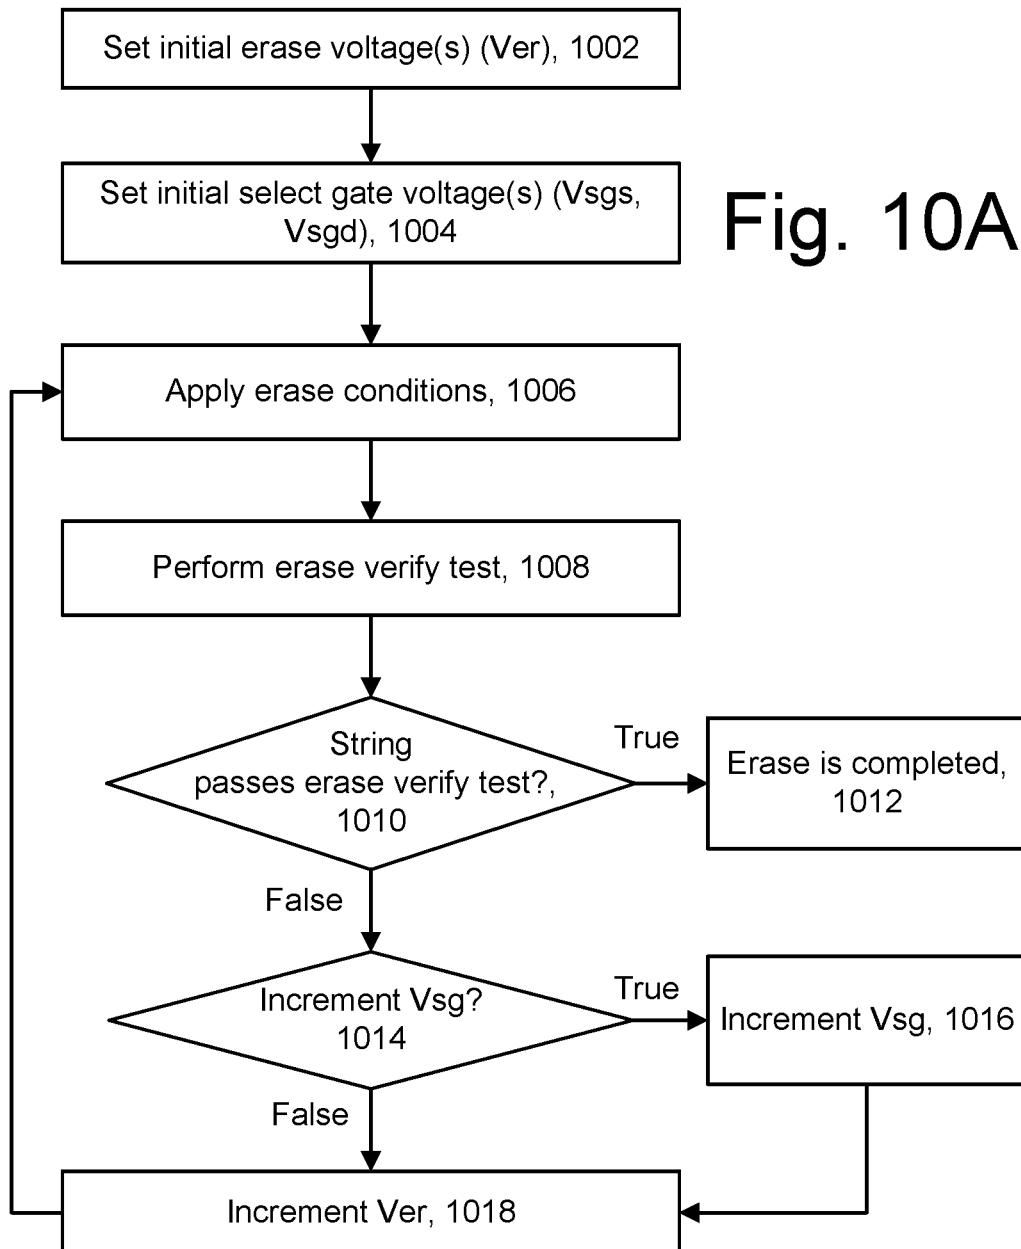 Set initial erase voltage(s) (Ver), 1002
Set initial select gate voltage(s) (Vsgs,
Vsgd), 1004
Fig. 10A
Apply erase conditions, 1006
Perform erase verify test, 1008
String
passes erase verify test?,
1010
True
Erase is completed,
1012
False
Increment Vsg?
1014
True
Increment Vsg, 1016
False
Increment Ver, 1018